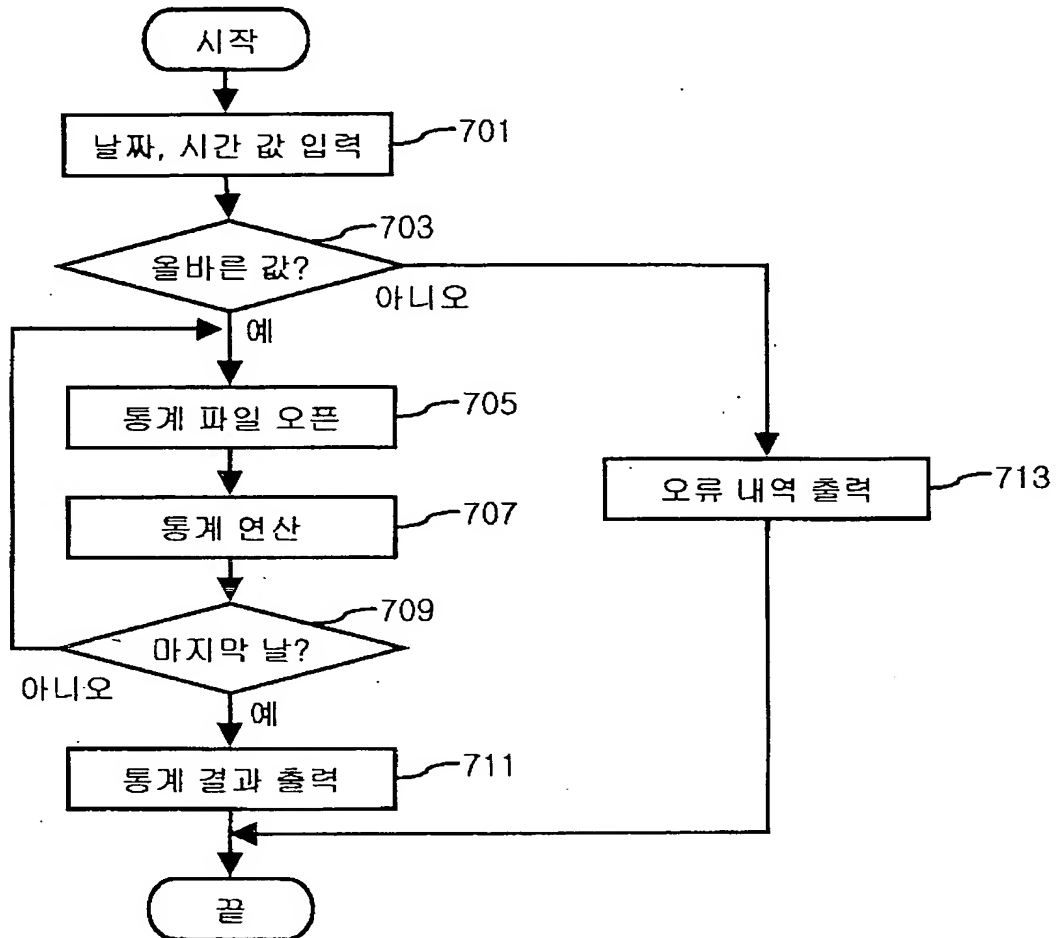 시작
날짜, 시간 값 입력
701
올바른 값?
703
아니오
예
통계 파일 오픈
705
통계 연산
707
마지막 날?
709
아니오
예
통계 결과 출력
711
오류 내역 출력
713
끝